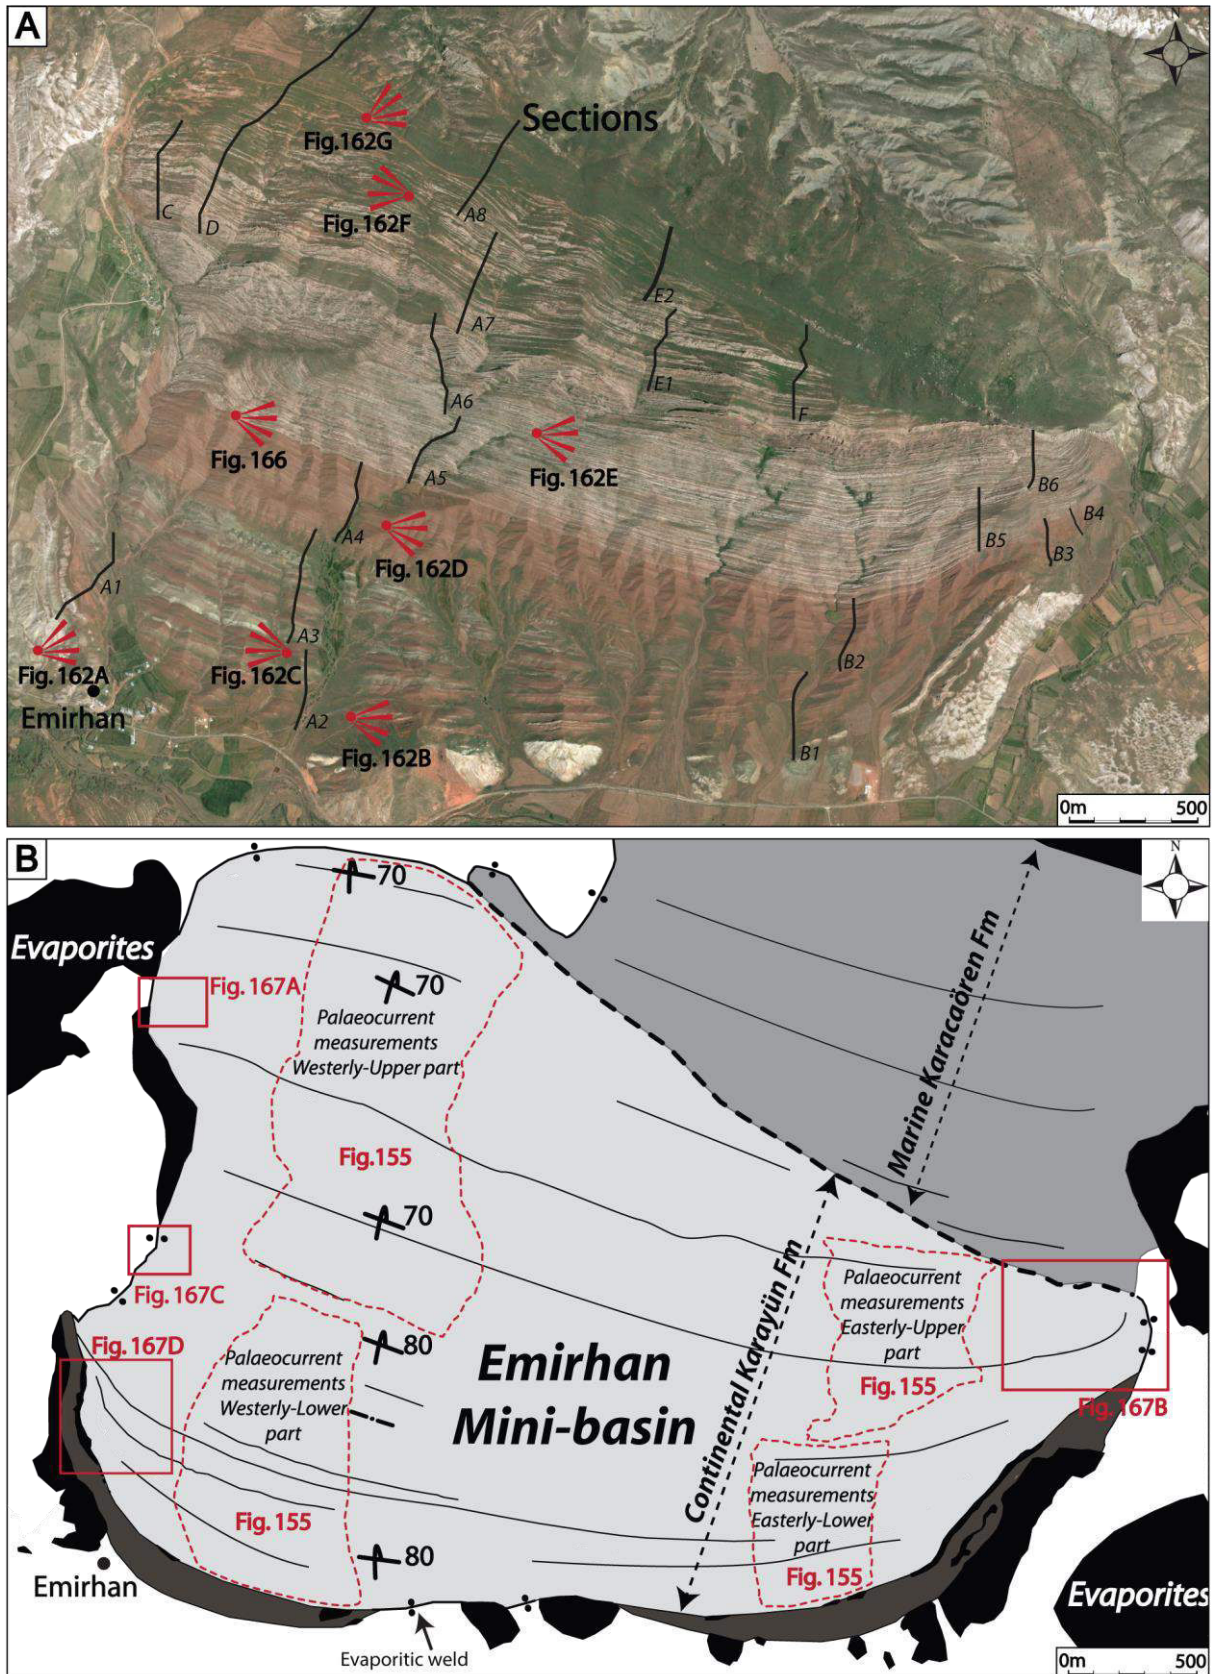 A
N
Sections
Fig.162G
C
D
Fig. 162F
A8
E2
A7
E1
A6
F
Fig. 166
A5
Fig. 162E
B6
B4
A4
B5
B3
Fig. 162D
A1
A3
Fig.162A
Fig.162C
B2
Emirhan
A2
Fig.162B
B1
0m
500
B
N
70
Evaporites
Fig. 167A
70
Palaeocurrent
measurements
Westerly-Upper part
Marine Karacaören Fm
Fig.155
70
Fig.167C
Palaeocurrent
measurements
Easterly-Upper
part
Fig.155
Fig.167B
Fig.167D
80
Palaeocurrent
measurements
Westerly-Lower
part
Emirhan
Mini-basin
Continental Karayün Fm
Palaeocurrent
measurements
Easterly-Lower
part
Fig.155
Fig.155
80
Emirhan
Evaporites
Evaporitic weld
0m
500